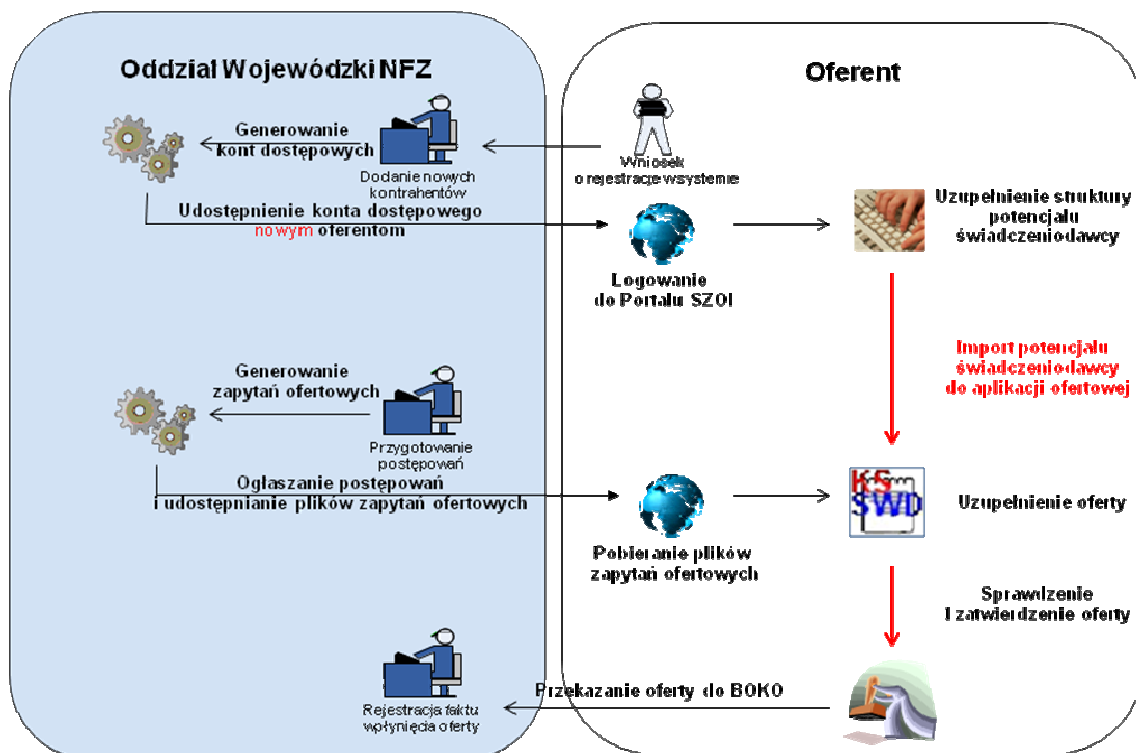 Oddział Wojewódzki NFZ
Oferent
Generowanie
kont dostępowych
Dodanie nowych
kontrahentów
Wniosek
o rejestrację w systemie
Udostępnienie konta dostępowego
nowym oferentom
Logowanie
do Portalu SZOI
Uzupełnienie struktury
potencjału
świadczeniodawcy
Import potencjału
świadczeniodawcy
do aplikacji ofertowej
Generowanie
zapytań ofertowych
Przygotowanie
postępowań
Ogłaszanie postępowań
i udostępnianie plików zapytań ofertowych
Pobieranie plików
zapytań ofertowych
KS
SWD
Uzupełnienie oferty
Sprawdzenie
I zatwierdzenie oferty
Przekazanie oferty do BOKO
Rejestracja faktu
wpłynięcia oferty